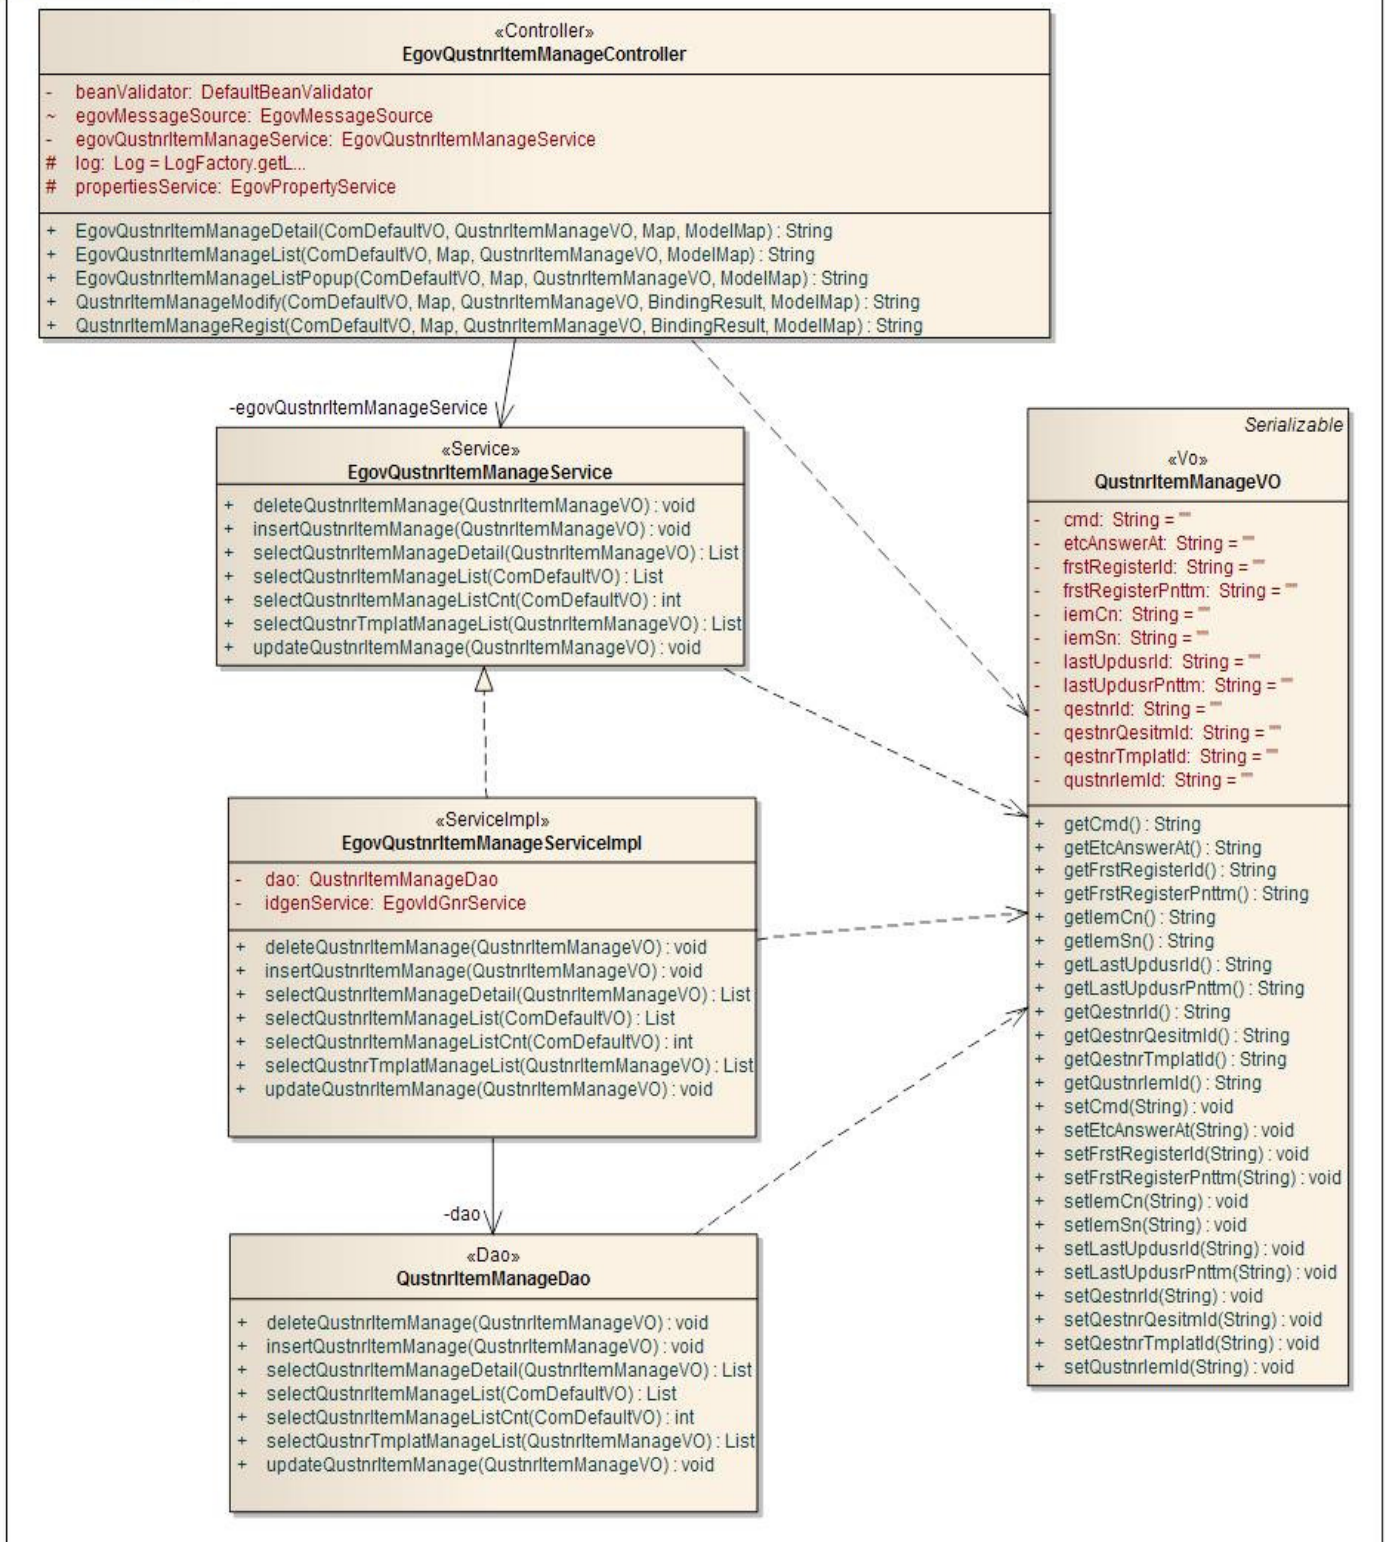 «Controller»
EgovQustnrItemManageController
- beanValidator: DefaultBeanValidator
~ egovMessageSource: EgovMessageSource
- egovQustnrItemManageService: EgovQustnrItemManageService
# log: Log = LogFactory.getL...
# propertiesService: EgovPropertyService
+ EgovQustnrItemManageDetail(ComDefaultVO, QustnrItemManageVO, Map, ModelMap) : String
+ EgovQustnrItemManageList(ComDefaultVO, Map, QustnrItemManageVO, ModelMap) : String
+ EgovQustnrItemManageListPopup(ComDefaultVO, Map, QustnrItemManageVO, ModelMap) : String
+ QustnrItemManageModify(ComDefaultVO, Map, QustnrItemManageVO, BindingResult, ModelMap) : String
+ QustnrItemManageRegist(ComDefaultVO, Map, QustnrItemManageVO, BindingResult, ModelMap) : String
-egovQustnrItemManageService
«Service»
EgovQustnrItemManageService
+ deleteQustnrItemManage(QustnrItemManageVO) : void
+ insertQustnrItemManage(QustnrItemManageVO) : void
+ selectQustnrItemManageDetail(QustnrItemManageVO) : List
+ selectQustnrItemManageList(ComDefaultVO) : List
+ selectQustnrItemManageListCnt(ComDefaultVO) : int
+ selectQustnrTmplatManageList(QustnrItemManageVO) : List
+ updateQustnrItemManage(QustnrItemManageVO) : void
«ServiceImpl»
EgovQustnrItemManageServiceImpl
- dao: QustnrItemManageDao
- idgenService: EgovIdGnrService
+ deleteQustnrItemManage(QustnrItemManageVO) : void
+ insertQustnrItemManage(QustnrItemManageVO) : void
+ selectQustnrItemManageDetail(QustnrItemManageVO) : List
+ selectQustnrItemManageList(ComDefaultVO) : List
+ selectQustnrItemManageListCnt(ComDefaultVO) : int
+ selectQustnrTmplatManageList(QustnrItemManageVO) : List
+ updateQustnrItemManage(QustnrItemManageVO) : void
-dao
«Dao»
QustnrItemManageDao
+ deleteQustnrItemManage(QustnrItemManageVO) : void
+ insertQustnrItemManage(QustnrItemManageVO) : void
+ selectQustnrItemManageDetail(QustnrItemManageVO) : List
+ selectQustnrItemManageList(ComDefaultVO) : List
+ selectQustnrItemManageListCnt(ComDefaultVO) : int
+ selectQustnrTmplatManageList(QustnrItemManageVO) : List
+ updateQustnrItemManage(QustnrItemManageVO) : void
Serializable
«Vo»
QustnrItemManageVO
- cmd: String = ""
- etcAnswerAt: String = ""
- frstRegisterId: String = ""
- frstRegisterPnttm: String = ""
- iemCn: String = ""
- iemSn: String = ""
- lastUpdusrId: String = ""
- lastUpdusrPnttm: String = ""
- qestnrId: String = ""
- qestnrQesitmId: String = ""
- qestnrTmplatId: String = ""
- qustnrIemId: String = ""
+ getCmd() : String
+ getEtcAnswerAt() : String
+ getFrstRegisterId() : String
+ getFrstRegisterPnttm() : String
+ getIemCn() : String
+ getIemSn() : String
+ getLastUpdusrId() : String
+ getLastUpdusrPnttm() : String
+ getQestnrId() : String
+ getQestnrQesitmId() : String
+ getQestnrTmplatId() : String
+ getQustnrIemId() : String
+ setCmd(String) : void
+ setEtcAnswerAt(String) : void
+ setFrstRegisterId(String) : void
+ setFrstRegisterPnttm(String) : void
+ setIemCn(String) : void
+ setIemSn(String) : void
+ setLastUpdusrId(String) : void
+ setLastUpdusrPnttm(String) : void
+ setQestnrId(String) : void
+ setQestnrQesitmId(String) : void
+ setQestnrTmplatId(String) : void
+ setQustnrIemId(String) : void